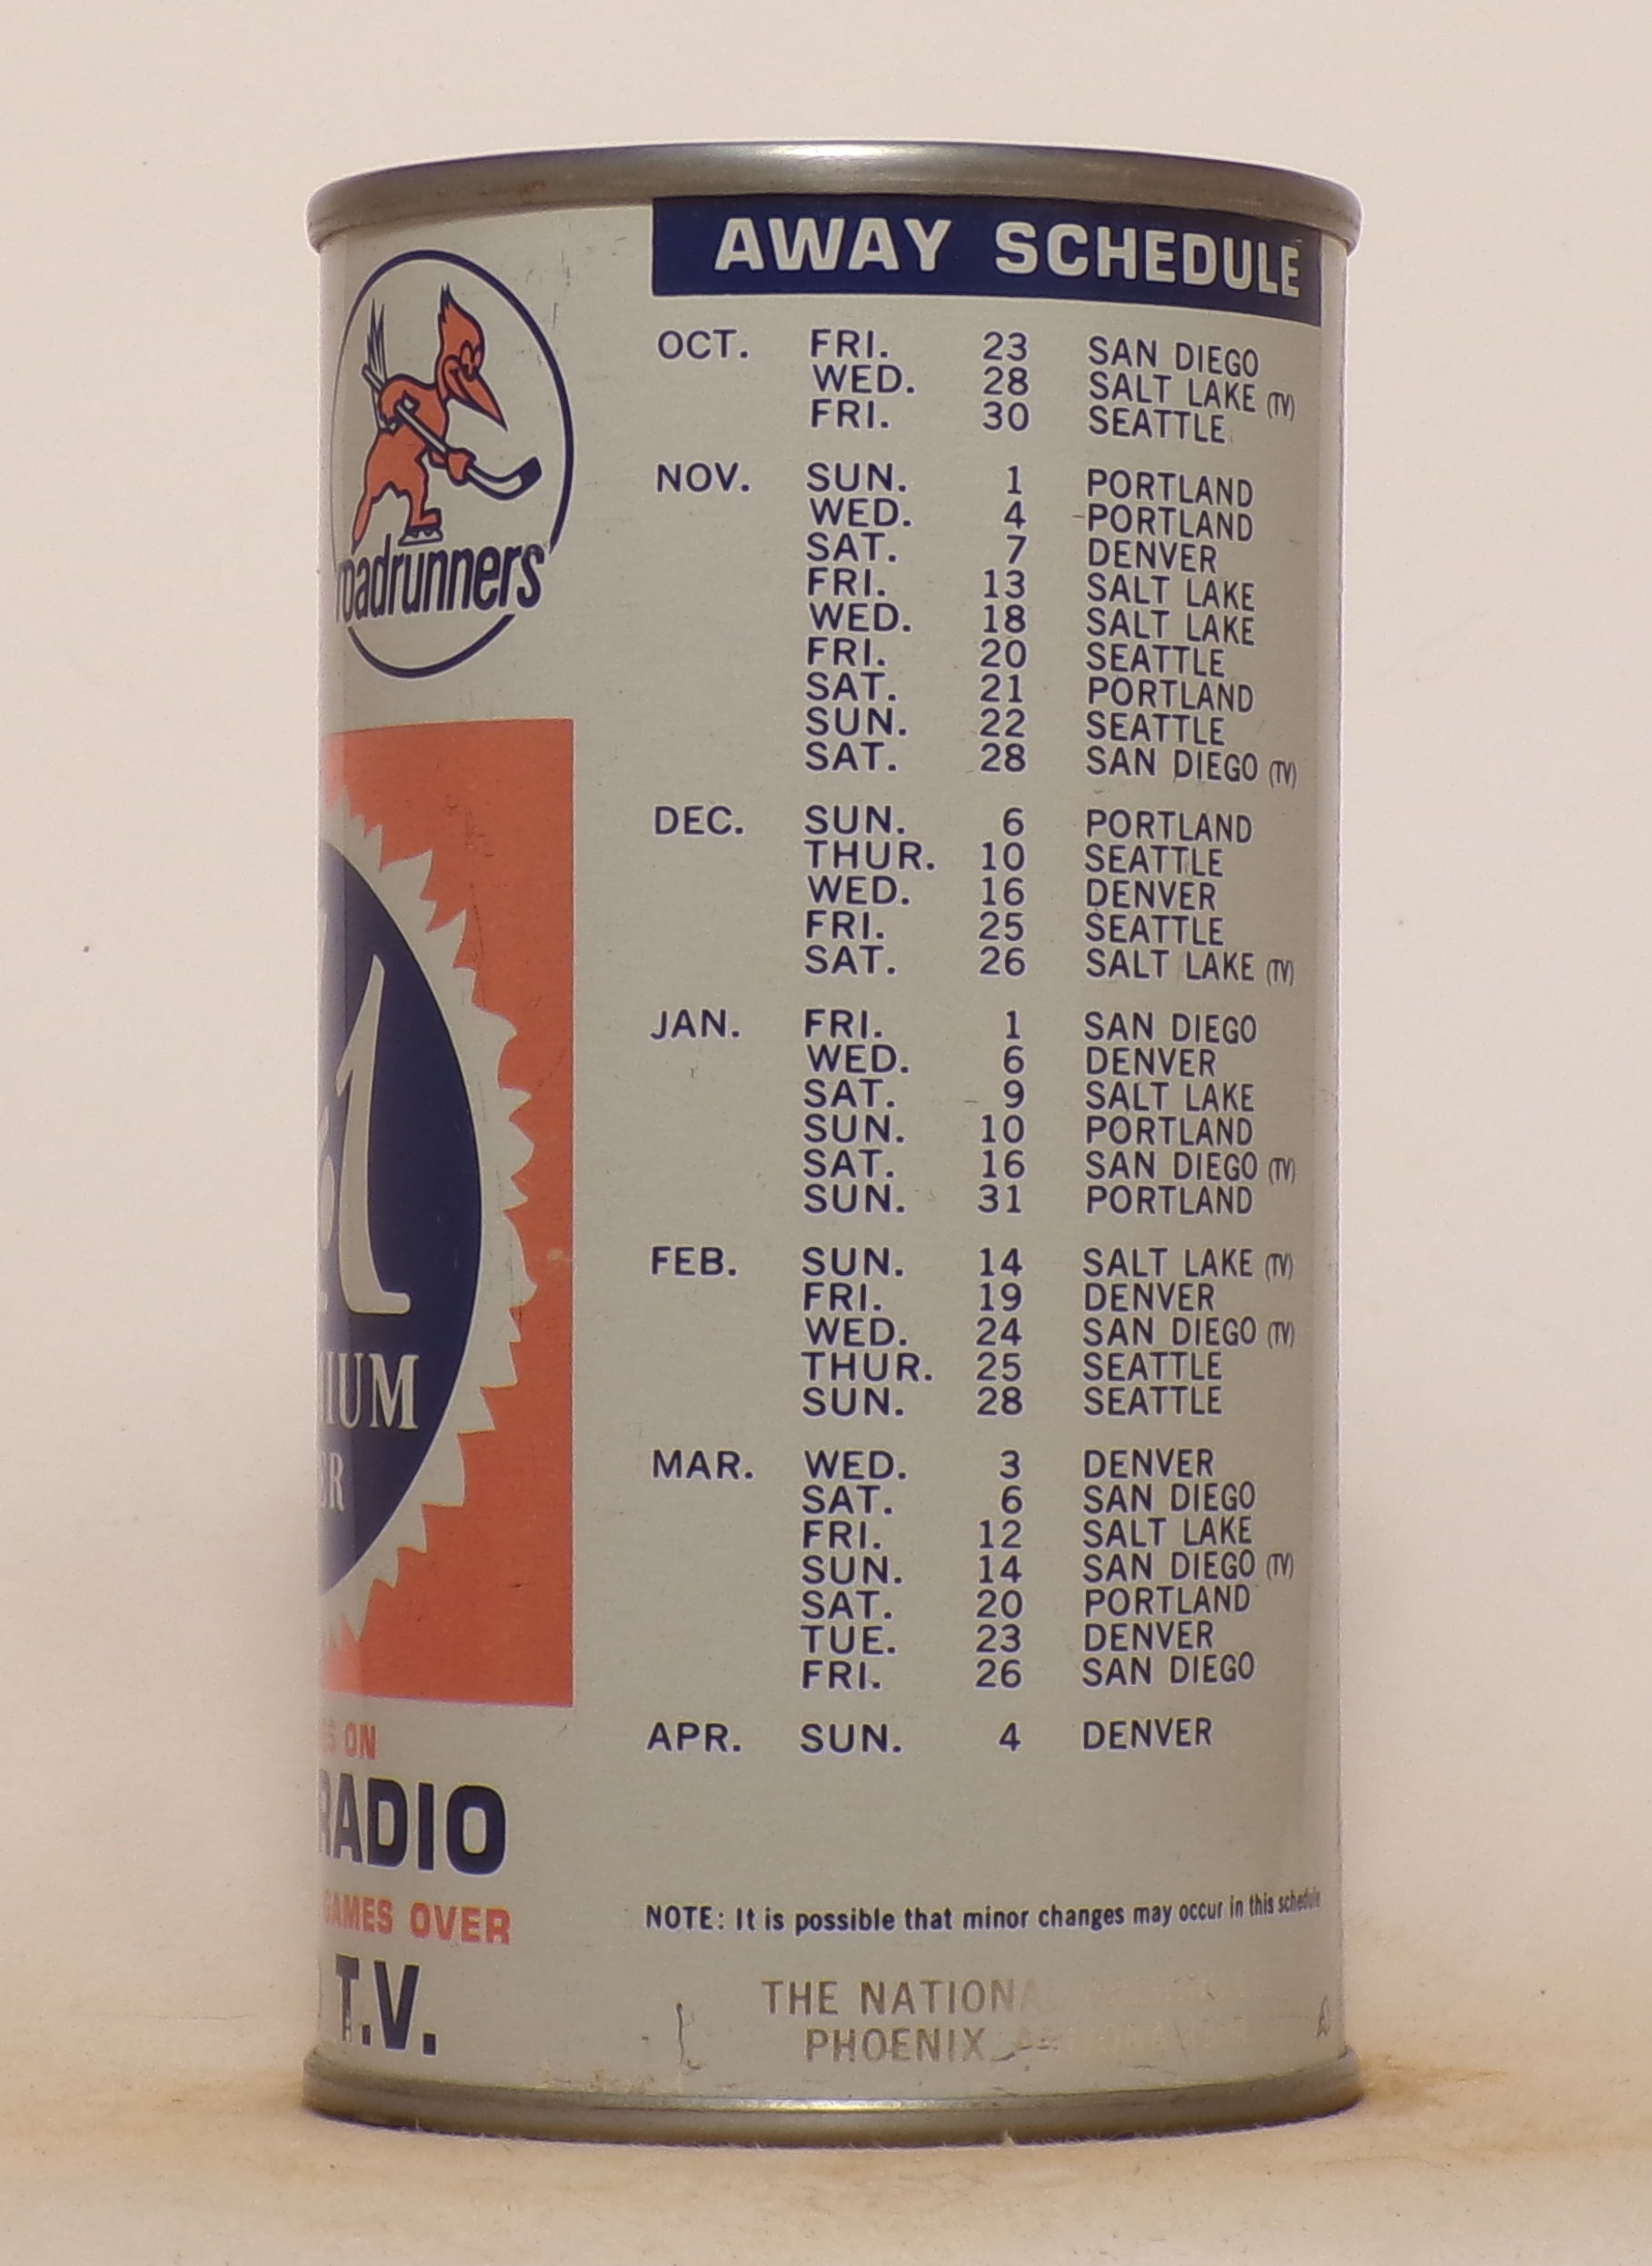 roadrunners
1
IUM
ER
ES ON
RADIO
GAMES OVER
T.V.
AWAY SCHEDULE
OCT. FRI. 23 SAN DIEGO
WED. 28 SALT LAKE (TV)
FRI. 30 SEATTLE
NOV. SUN. 1 PORTLAND
WED. 4 PORTLAND
SAT. 7 DENVER
FRI. 13 SALT LAKE
WED. 18 SALT LAKE
FRI. 20 SEATTLE
SAT. 21 PORTLAND
SUN. 22 SEATTLE
SAT. 28 SAN DIEGO (TV)
DEC. SUN. 6 PORTLAND
THUR. 10 SEATTLE
WED. 16 DENVER
FRI. 25 SEATTLE
SAT. 26 SALT LAKE (TV)
JAN. FRI. 1 SAN DIEGO
WED. 6 DENVER
SAT. 9 SALT LAKE
SUN. 10 PORTLAND
SAT. 16 SAN DIEGO (TV)
SUN. 31 PORTLAND
FEB. SUN. 14 SALT LAKE (TV)
FRI. 19 DENVER
WED. 24 SAN DIEGO (TV)
THUR. 25 SEATTLE
SUN. 28 SEATTLE
MAR. WED. 3 DENVER
SAT. 6 SAN DIEGO
FRI. 12 SALT LAKE
SUN. 14 SAN DIEGO (TV)
SAT. 20 PORTLAND
TUE. 23 DENVER
FRI. 26 SAN DIEGO
APR. SUN. 4 DENVER
NOTE: It is possible that minor changes may occur in this schedule
THE NATIONA
PHOENIX